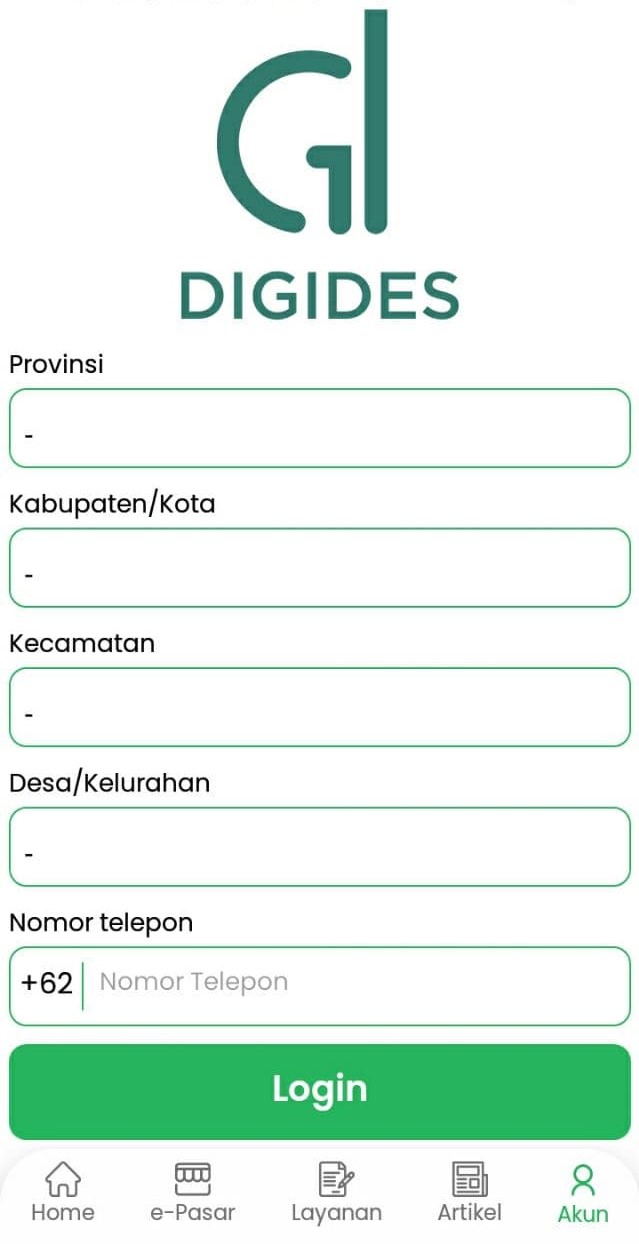 DIGIDES
Provinsi
-
Kabupaten/Kota
-
Kecamatan
-
Desa/Kelurahan
-
Nomor telepon
+62 Nomor Telepon
Login
Home e-Pasar Layanan Artikel Akun